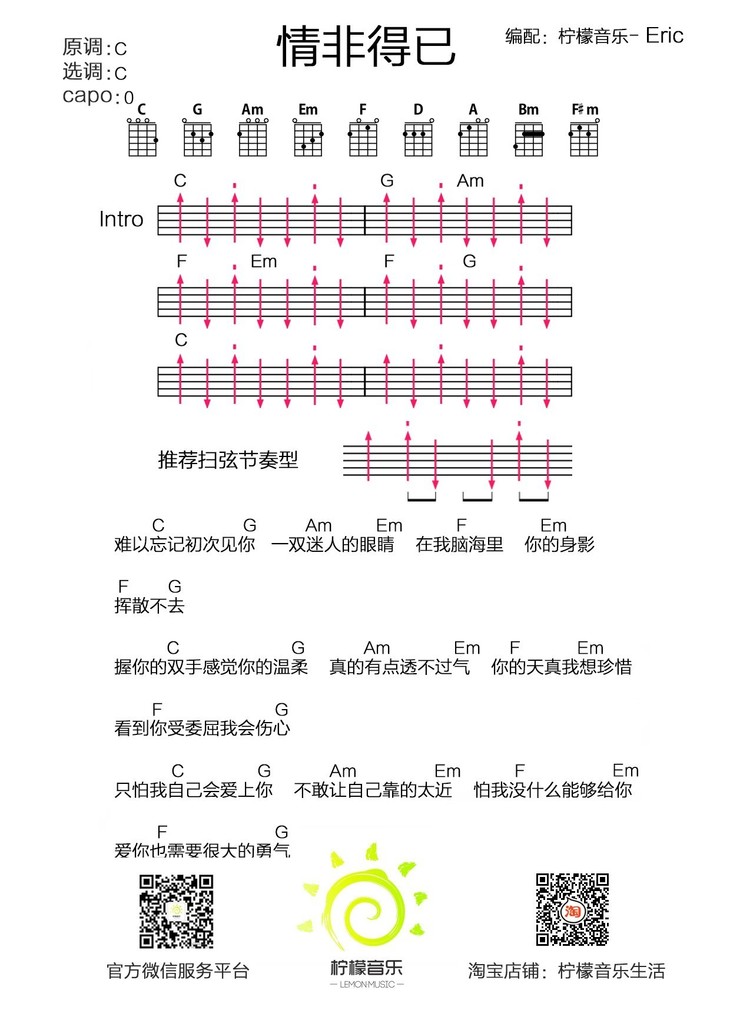 情非得已
编配：柠檬音乐- Eric
原调:C
选调:C
capo:0
C G Am Em F D A Bm F#m
C G Am
Intro
F Em F G
C
推荐扫弦节奏型
C G Am Em F Em
难以忘记初次见你 一双迷人的眼睛 在我脑海里 你的身影
F G
挥散不去
C G Am Em F Em
握你的双手感觉你的温柔 真的有点透不过气 你的天真我想珍惜
F G
看到你受委屈我会伤心
C G Am Em F Em
只怕我自己会爱上你 不敢让自己靠的太近 怕我没什么能够给你
F G
爱你也需要很大的勇气
淘
官方微信服务平台
柠檬音乐
— LEMON MUSIC —
淘宝店铺：柠檬音乐生活